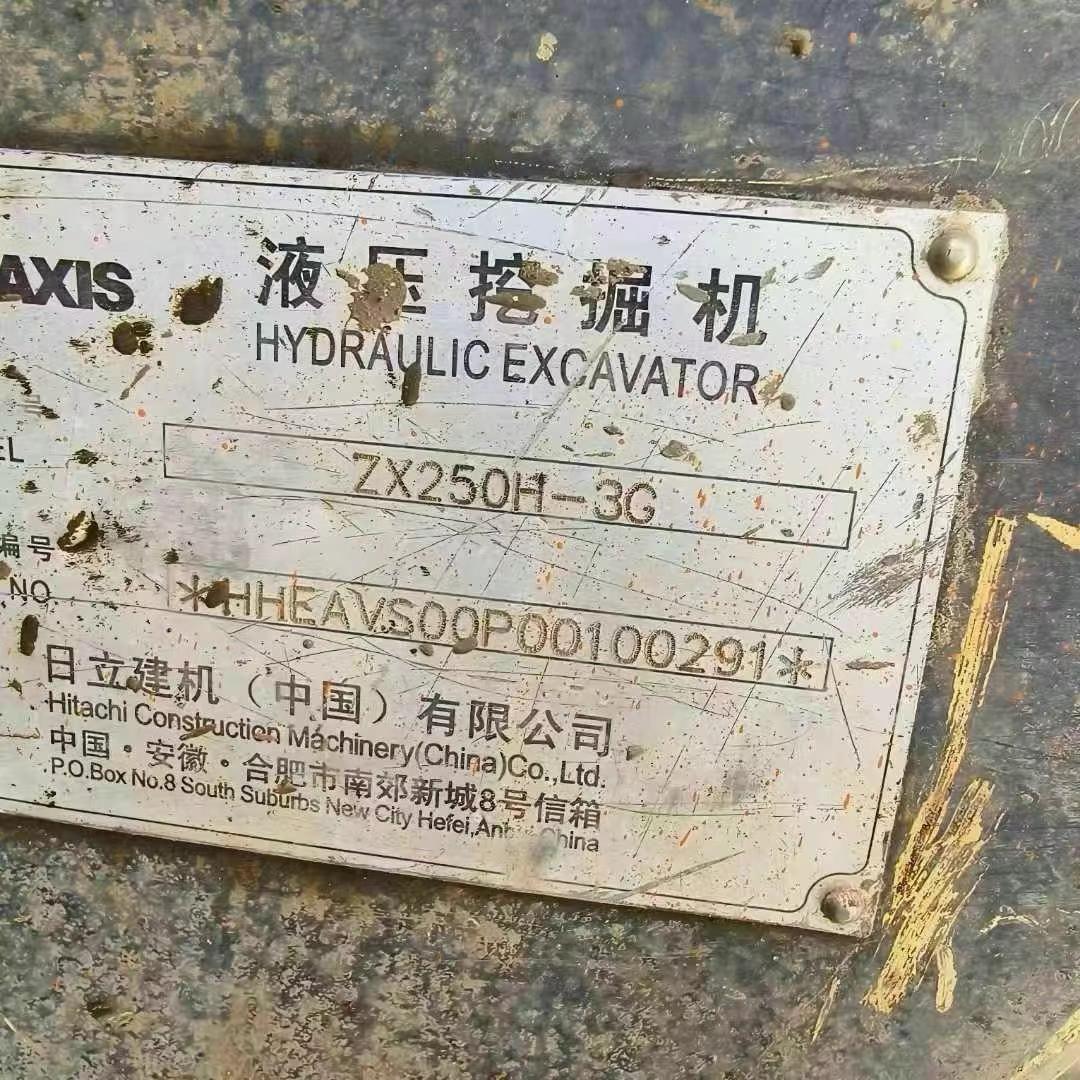 AXIS 液压挖掘机
HYDRAULIC EXCAVATOR
号
EL ZX250H-3G
编号
NO *HHEAVS00P00100291*
日立建机（中国）有限公司
Hitachi Construction Machinery(China)Co.,Ltd.
中国·安徽·合肥市南郊新城8号信箱
P.O.Box No.8 South Suburbs New City Hefei, China